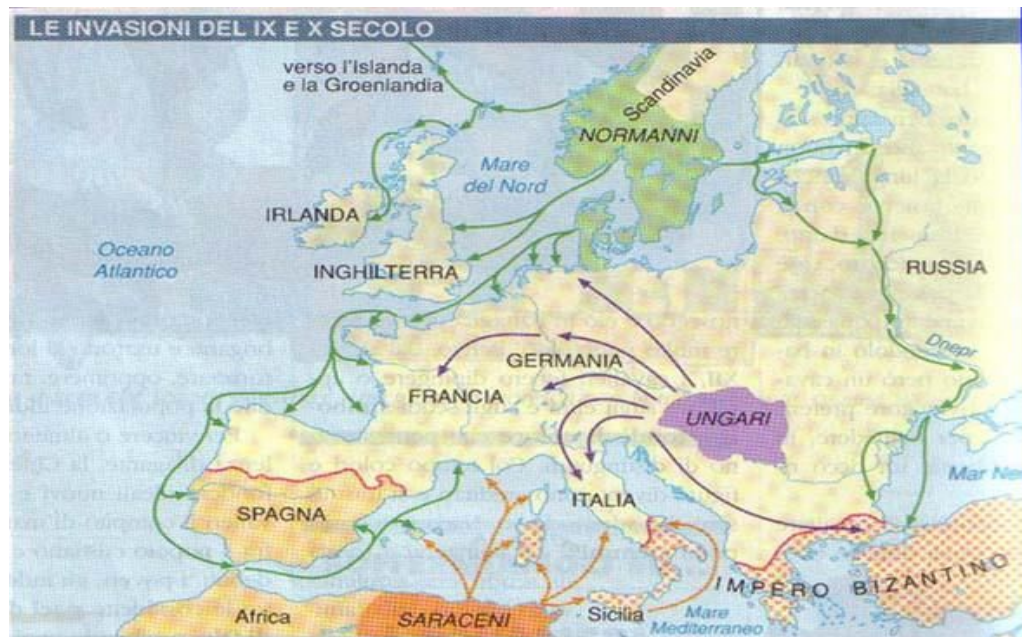 LE INVASIONI DEL IX E X SECOLO
verso l'Islanda
e la Groenlandia
Scandinavia
NORMANNI
Mare
del Nord
IRLANDA
Oceano
Atlantico
INGHILTERRA
RUSSIA
Dnepr
GERMANIA
FRANCIA
UNGARI
Mar Ne
ITALIA
SPAGNA
IMPERO BIZANTINO
Africa
SARACENI
Sicilia
Mare
Mediterraneo